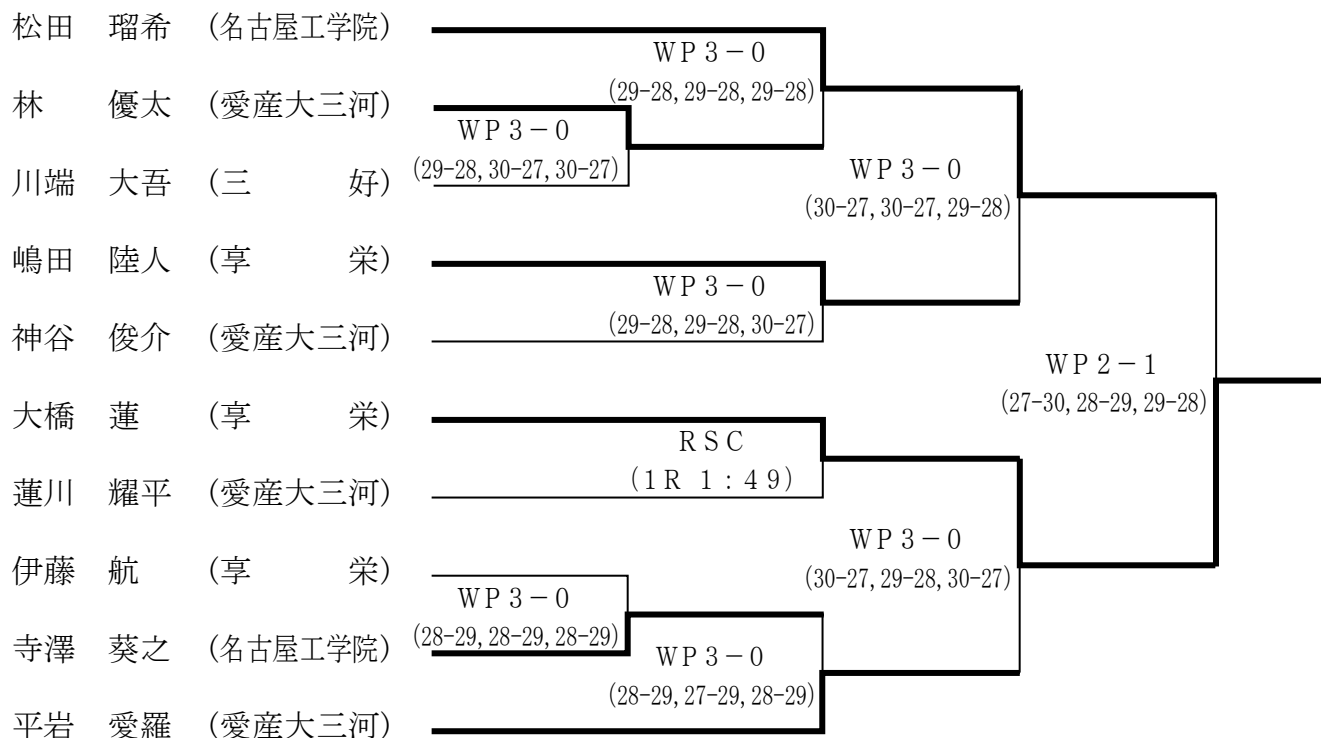 松田　瑠希　（名古屋工学院）
ＷＰ３－０
(29-28, 29-28, 29-28)
林　　優太　（愛産大三河）
ＷＰ３－０
(29-28, 30-27, 30-27)
川端　大吾　（三　　　好）
ＷＰ３－０
(30-27, 30-27, 29-28)
嶋田　陸人　（享　　　栄）
ＷＰ３－０
(29-28, 29-28, 30-27)
神谷　俊介　（愛産大三河）
ＷＰ２－１
(27-30, 28-29, 29-28)
大橋　蓮　　（享　　　栄）
ＲＳＣ
（１Ｒ １：４９）
蓮川　耀平　（愛産大三河）
ＷＰ３－０
(30-27, 29-28, 30-27)
伊藤　航　　（享　　　栄）
ＷＰ３－０
(28-29, 28-29, 28-29)
寺澤　葵之　（名古屋工学院）
ＷＰ３－０
(28-29, 27-29, 28-29)
平岩　愛羅　（愛産大三河）